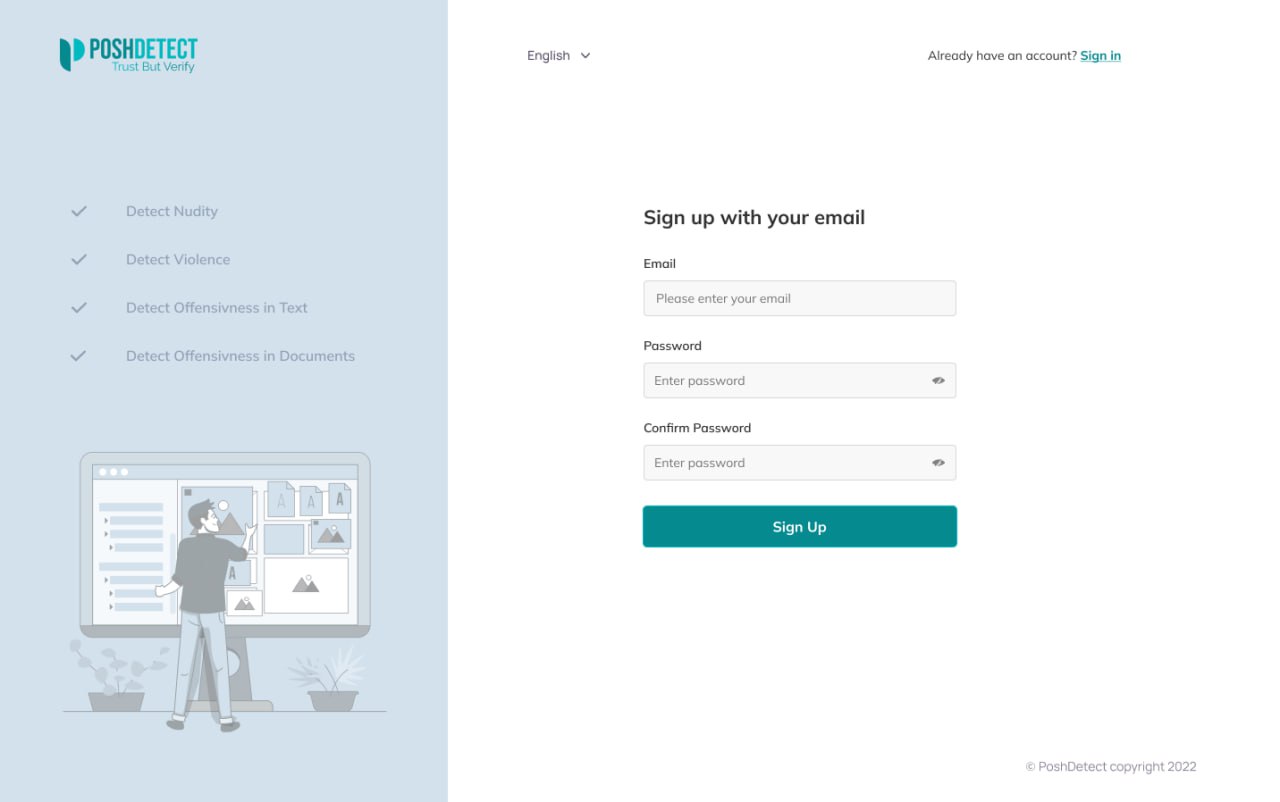 POSHDETECT
Trust But Verify
English
Already have an account? Sign in
Detect Nudity
Detect Violence
Detect Offensivness in Text
Detect Offensivness in Documents
Sign up with your email
Email
Please enter your email
Password
Enter password
Confirm Password
Enter password
Sign Up
A
A
A
A
© PoshDetect copyright 2022